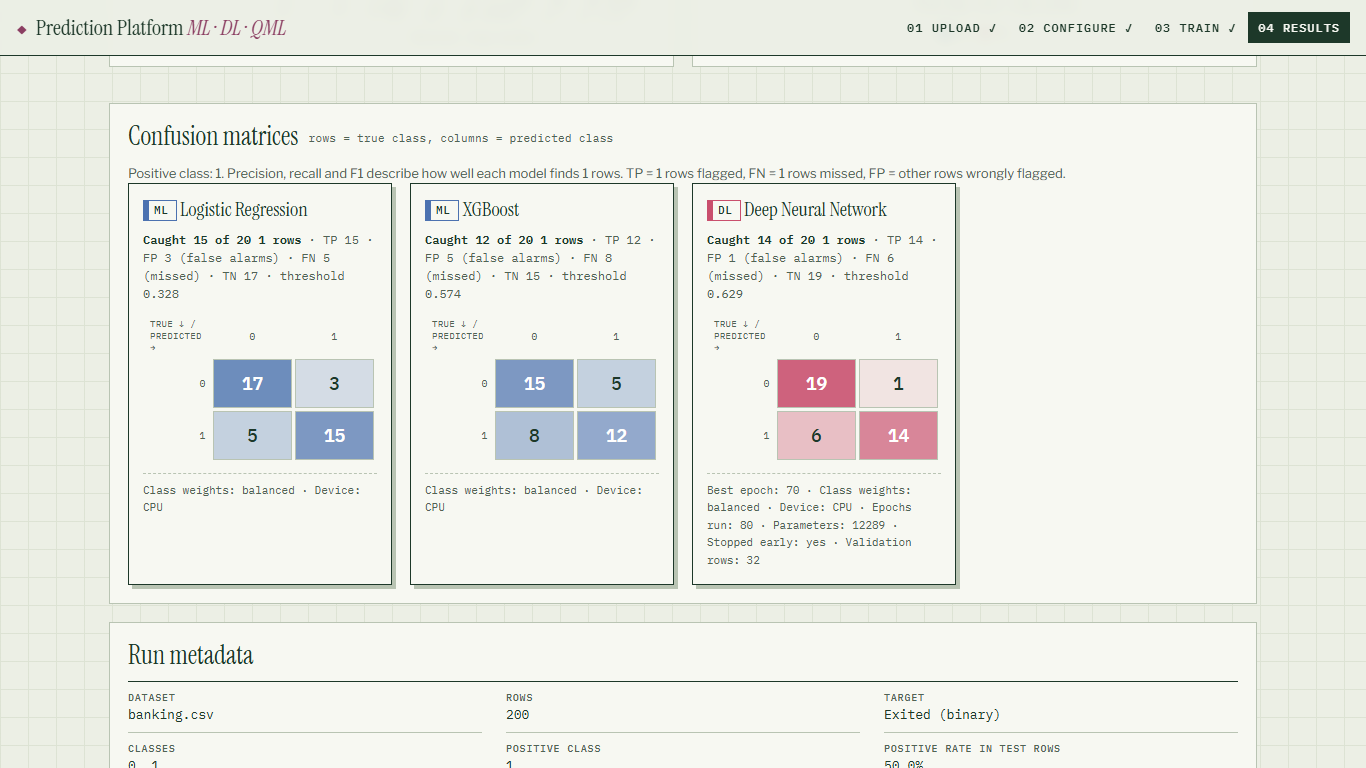 ◆ Prediction Platform ML · DL · QML
01 UPLOAD ✓ 02 CONFIGURE ✓ 03 TRAIN ✓ 04 RESULTS
Confusion matrices rows = true class, columns = predicted class
Positive class: 1. Precision, recall and F1 describe how well each model finds 1 rows. TP = 1 rows flagged, FN = 1 rows missed, FP = other rows wrongly flagged.
ML Logistic Regression
Caught 15 of 20 1 rows · TP 15 ·
FP 3 (false alarms) · FN 5
(missed) · TN 17 · threshold
0.328
TRUE ↓ /
PREDICTED
→
0 1
0 17 3
1 5 15
Class weights: balanced · Device:
CPU
ML XGBoost
Caught 12 of 20 1 rows · TP 12 ·
FP 5 (false alarms) · FN 8
(missed) · TN 15 · threshold
0.574
TRUE ↓ /
PREDICTED
→
0 1
0 15 5
1 8 12
Class weights: balanced · Device:
CPU
DL Deep Neural Network
Caught 14 of 20 1 rows · TP 14 ·
FP 1 (false alarms) · FN 6
(missed) · TN 19 · threshold
0.629
TRUE ↓ /
PREDICTED
→
0 1
0 19 1
1 6 14
Best epoch: 70 · Class weights:
balanced · Device: CPU · Epochs
run: 80 · Parameters: 12289 ·
Stopped early: yes · Validation
rows: 32
Run metadata
DATASET ROWS TARGET
banking.csv 200 Exited (binary)
CLASSES POSITIVE CLASS POSITIVE RATE IN TEST ROWS
0, 1 1 50.0%